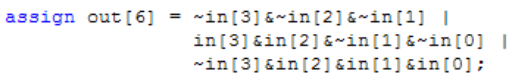 assign out[6] = ~in[3]&~in[2]&~in[1] |
in[3]&in[2]&~in[1]&~in[0] |
~in[3]&in[2]&in[1]&in[0];